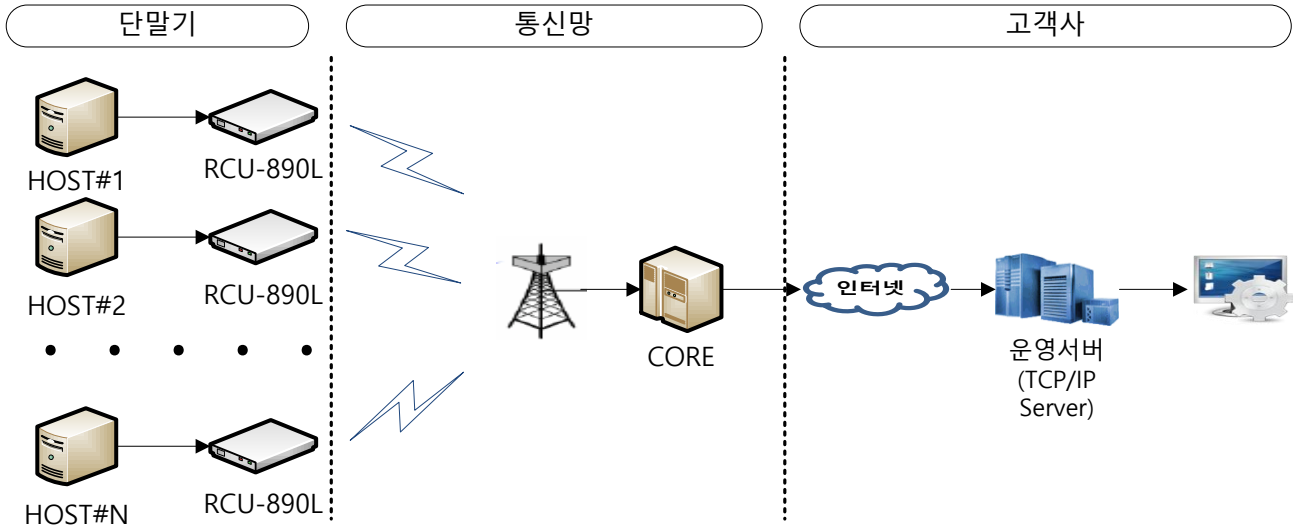 단말기
통신망
고객사
HOST#1
RCU-890L
HOST#2
RCU-890L
HOST#N
RCU-890L
CORE
인터넷
운영서버
(TCP/IP
Server)